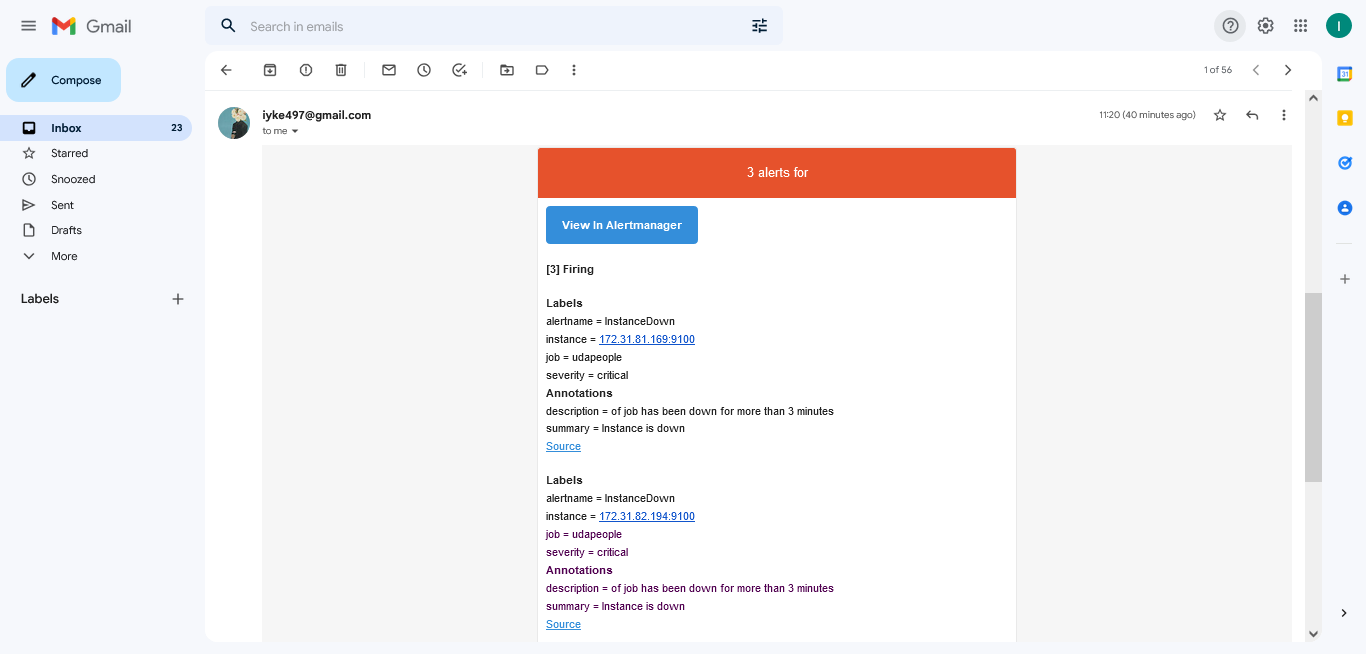 Gmail
Search in emails
Compose
Inbox 23
Starred
Snoozed
Sent
Drafts
More
Labels
1 of 56
iyke497@gmail.com
to me
11:20 (40 minutes ago)
3 alerts for
View In Alertmanager
[3] Firing
Labels
alertname = InstanceDown
instance = 172.31.81.169:9100
job = udapeople
severity = critical
Annotations
description = of job has been down for more than 3 minutes
summary = Instance is down
Source
Labels
alertname = InstanceDown
instance = 172.31.82.194:9100
job = udapeople
severity = critical
Annotations
description = of job has been down for more than 3 minutes
summary = Instance is down
Source
I
31